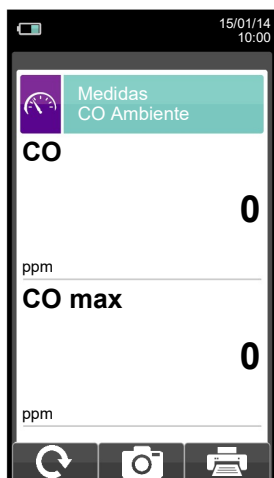 15/01/14
10:00
Medidas
CO Ambiente
CO
0
ppm
CO max
0
ppm